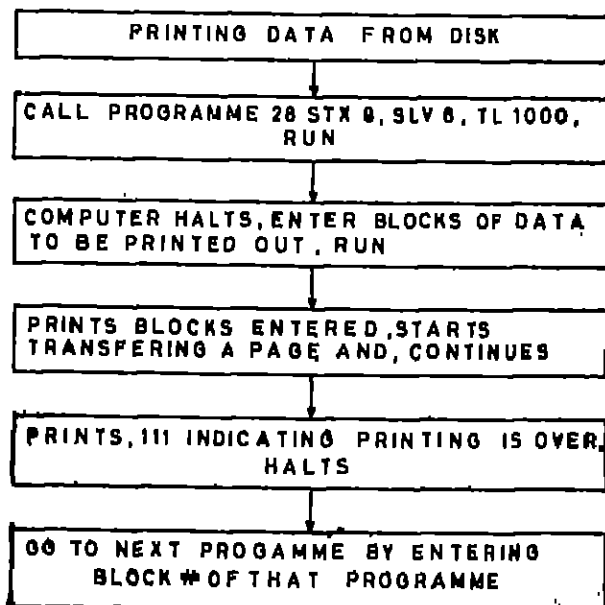 PRINTING DATA FROM DISK
CALL PROGRAMME 28 STX 9, SLV 6, TL 1000,
RUN
COMPUTER HALTS, ENTER BLOCKS OF DATA
TO BE PRINTED OUT, RUN
PRINTS BLOCKS ENTERED, STARTS
TRANSFERING A PAGE AND, CONTINUES
PRINTS, 111 INDICATING PRINTING IS OVER,
HALTS
GO TO NEXT PROGAMME BY ENTERING
BLOCK # OF THAT PROGRAMME